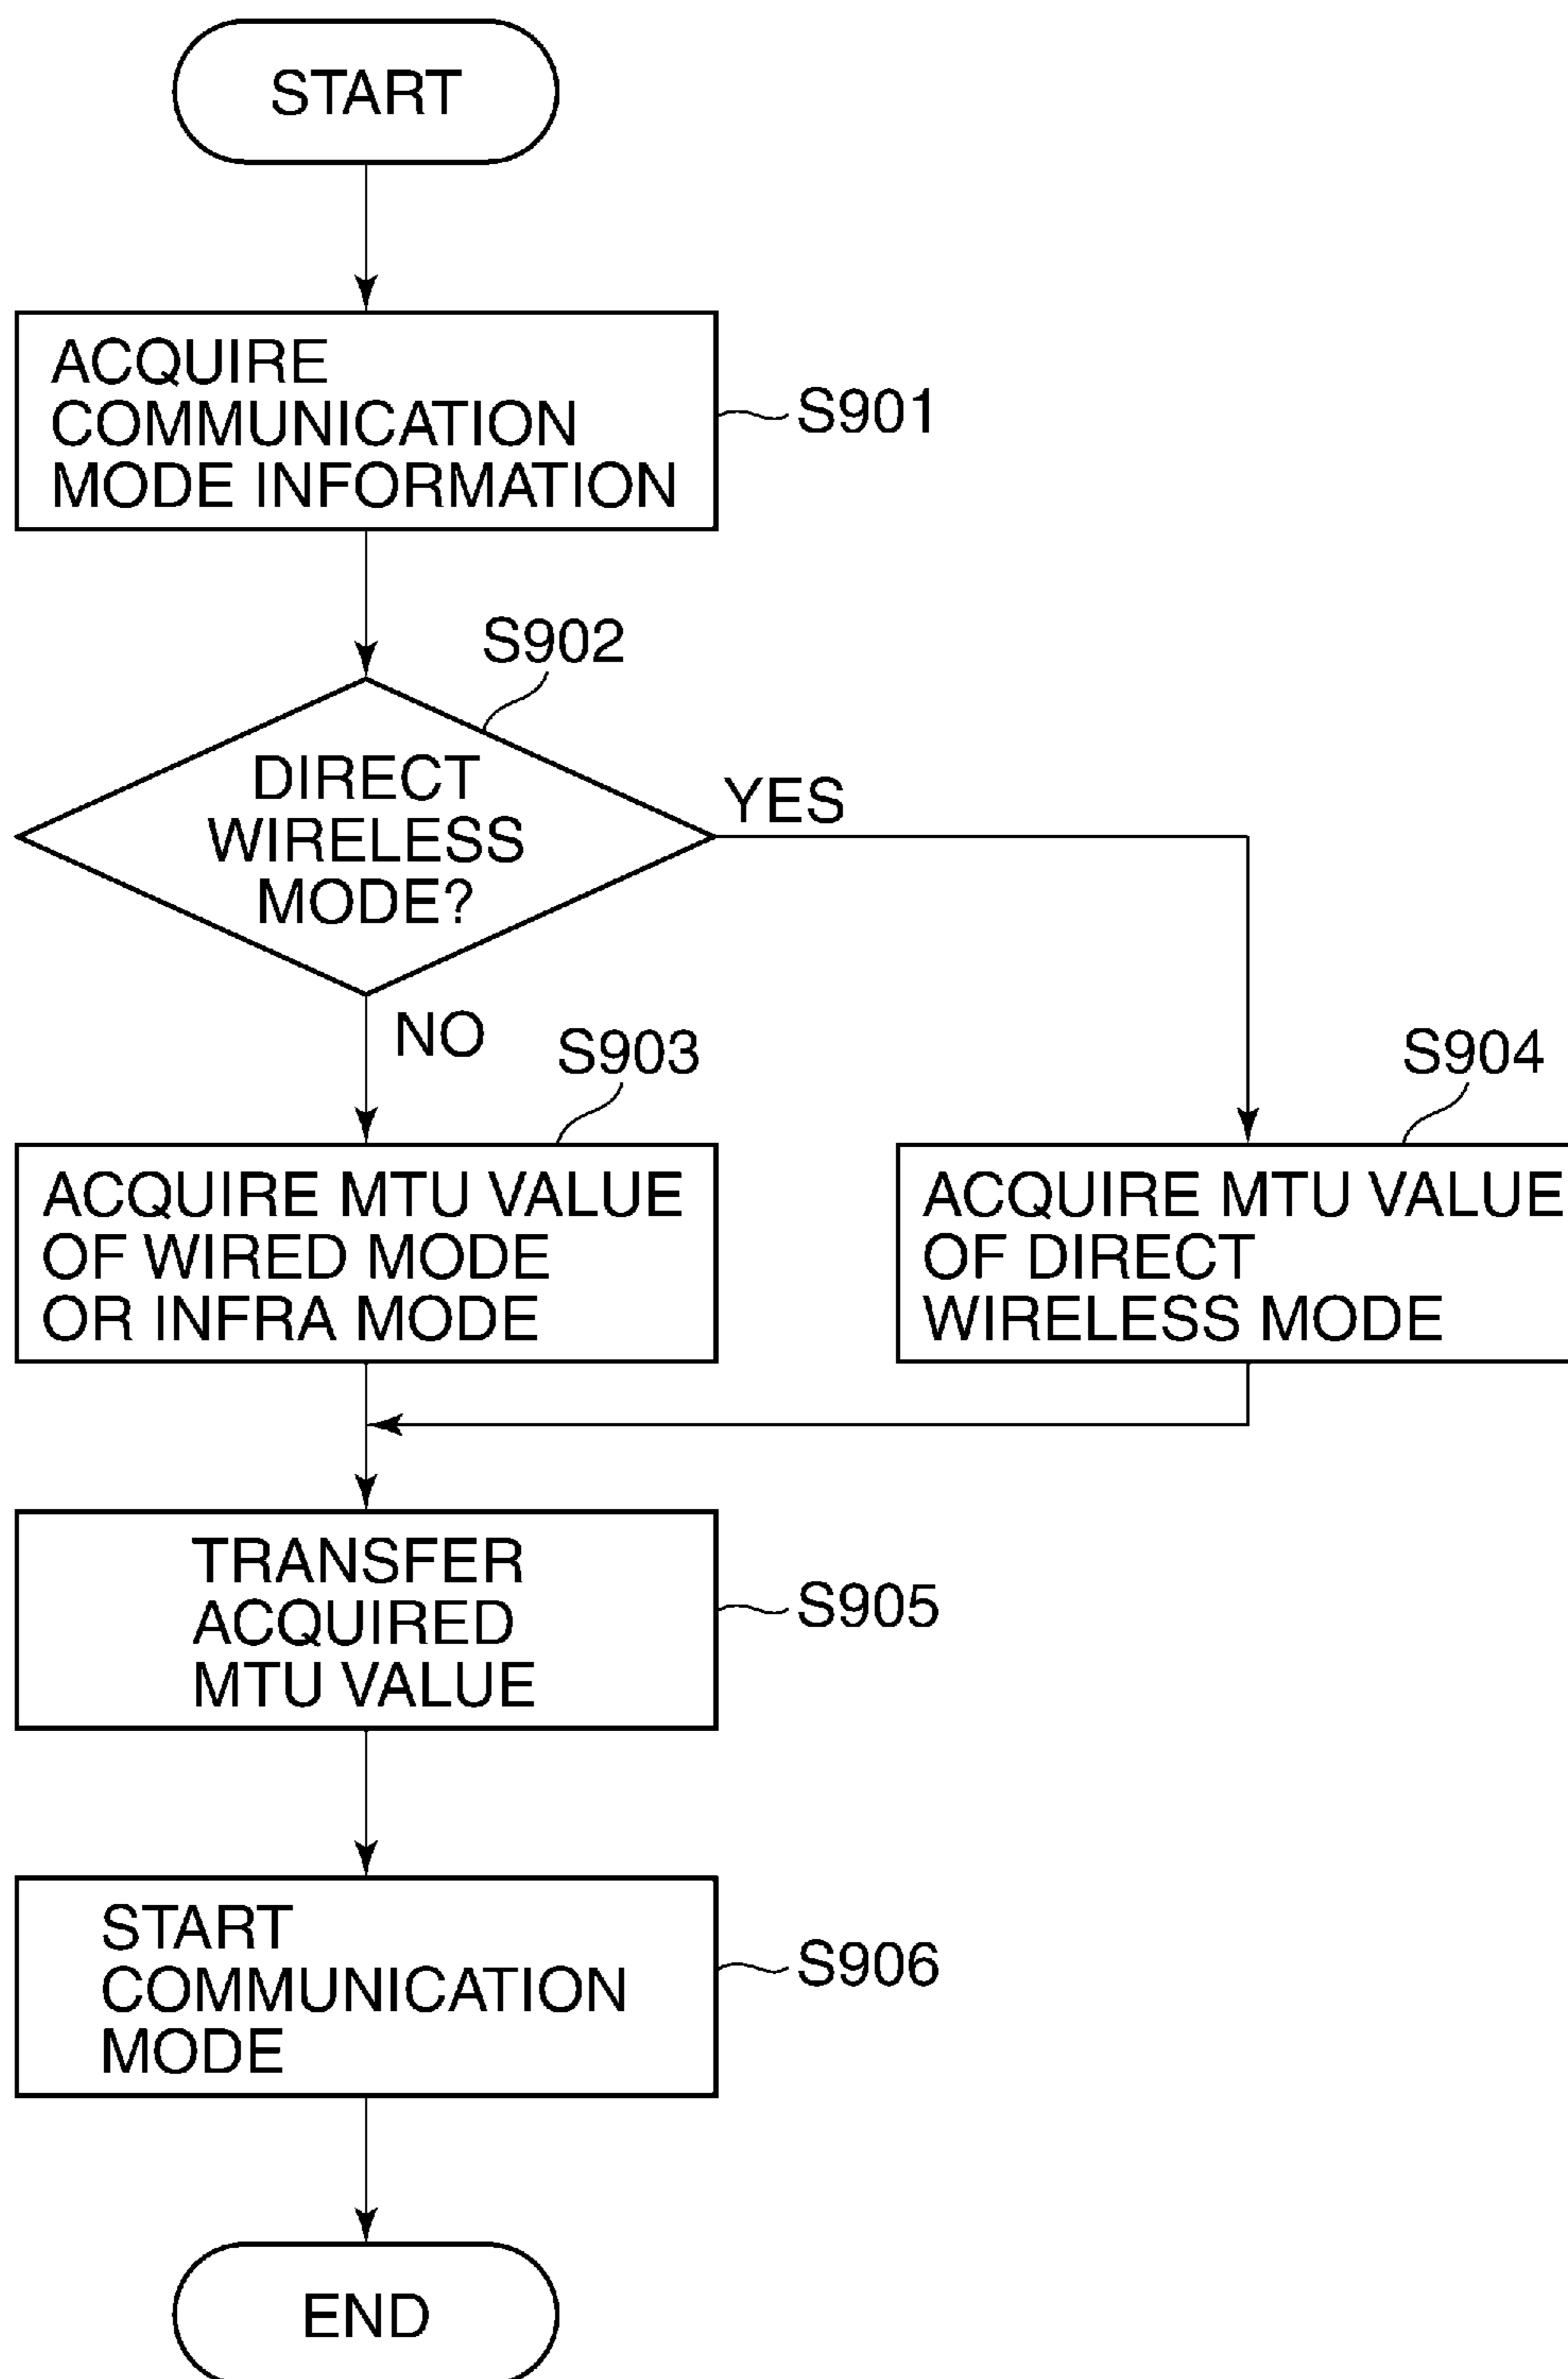 START
ACQUIRE
COMMUNICATION
MODE INFORMATION
S901
S902
DIRECT
WIRELESS
MODE?
YES
NO
S903
S904
ACQUIRE MTU VALUE
OF WIRED MODE
OR INFRA MODE
ACQUIRE MTU VALUE
OF DIRECT
WIRELESS MODE
TRANSFER
ACQUIRED
MTU VALUE
S905
START
COMMUNICATION
MODE
S906
END